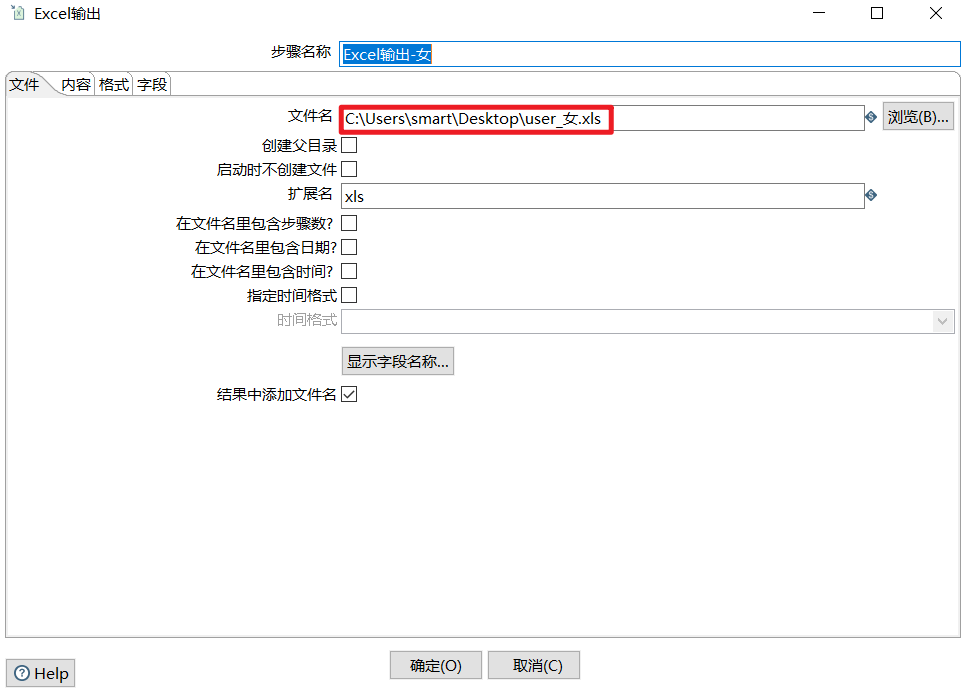 Excel输出
步骤名称 Excel输出-女
文件 内容 格式 字段
文件名 C:\Users\smart\Desktop\user_女.xls 浏览(B)...
创建父目录
启动时不创建文件
扩展名 xls
在文件名里包含步骤数?
在文件名里包含日期?
在文件名里包含时间?
指定时间格式
时间格式
显示字段名称...
结果中添加文件名
Help 确定(O) 取消(C)